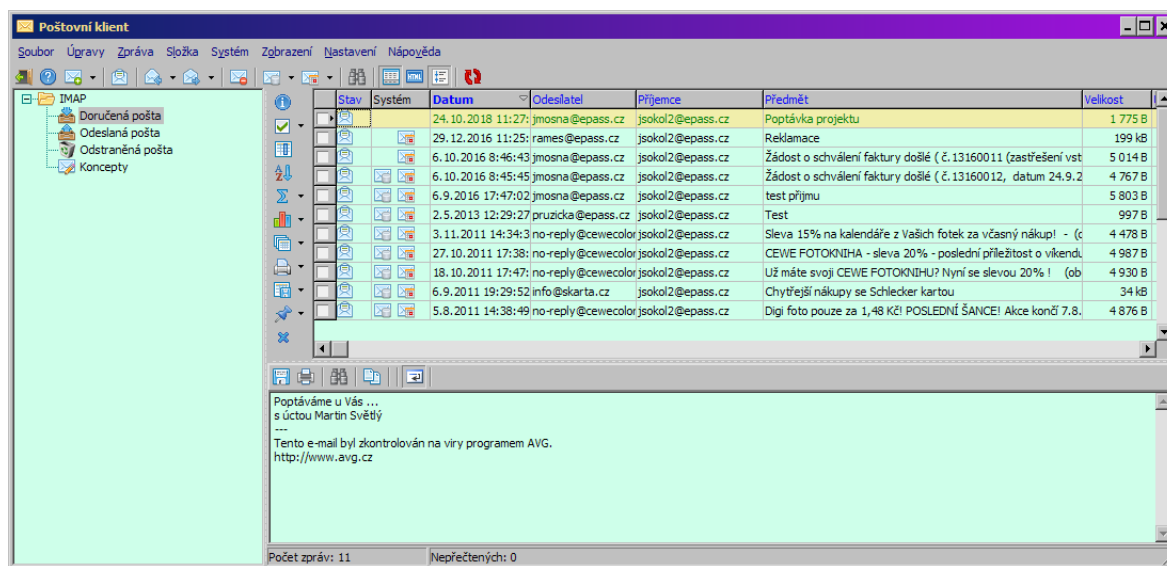 Poštovní klient
Soubor Úpravy Zpráva Složka Systém Zobrazení Nastavení Nápověda
IMAP
Doručená pošta
Odeslaná pošta
Odstraněná pošta
Koncepty
Stav Systém Datum Odesílatel Příjemce Předmět Velikost
24.10.2018 11:27: jmosna@epass.cz jsokol2@epass.cz Poptávka projektu 1 775 B
29.12.2016 11:25: rames@epass.cz jsokol2@epass.cz Reklamace 199 kB
6.10.2016 8:46:43 jmosna@epass.cz jsokol2@epass.cz Žádost o schválení faktury došlé ( č.13160011 (zastřešení vst 5 014 B
6.10.2016 8:45:45 jmosna@epass.cz jsokol2@epass.cz Žádost o schválení faktury došlé ( č.13160012, datum 24.9.2 4 767 B
6.9.2016 17:47:02 jmosna@epass.cz jsokol2@epass.cz test příjmu 5 803 B
2.5.2013 12:29:27 pruzicka@epass.cz jsokol2@epass.cz Test 997 B
3.11.2011 14:34:3 no-reply@cewecolor jsokol2@epass.cz Sleva 15% na kalendáře z Vašich fotek za včasný nákup! - (c 4 478 B
27.10.2011 17:38: no-reply@cewecolor jsokol2@epass.cz CEWE FOTOKNIHA - sleva 20% - poslední příležitost o víkendu 4 987 B
18.10.2011 17:47: no-reply@cewecolor jsokol2@epass.cz Už máte svoji CEWE FOTOKNIHU? Nyní se slevou 20% ! (ob 4 930 B
6.9.2011 19:29:52 info@skarta.cz jsokol2@epass.cz Chytřejší nákupy se Schlecker kartou 34 kB
5.8.2011 14:38:49 no-reply@cewecolor jsokol2@epass.cz Digi foto pouze za 1,48 Kč! POSLEDNÍ ŠANCE! Akce končí 7.8. 4 876 B
Poptáváme u Vás ...
s úctou Martin Světlý
---
Tento e-mail byl zkontrolován na viry programem AVG.
http://www.avg.cz
Počet zpráv: 11 Nepřečtených: 0